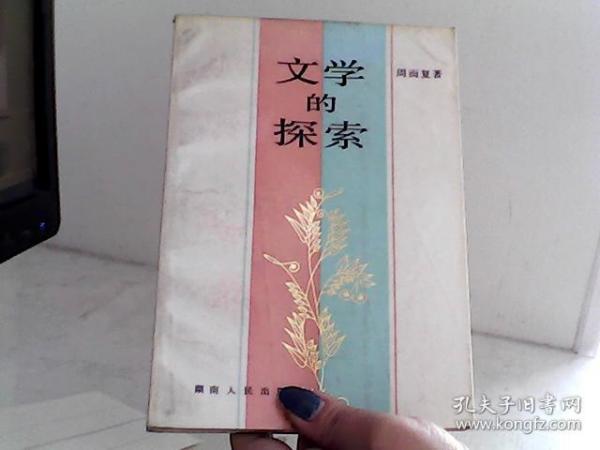 文学
的
探索
周而复著
湖南人民出
孔夫子旧书网
www.kongfz.com